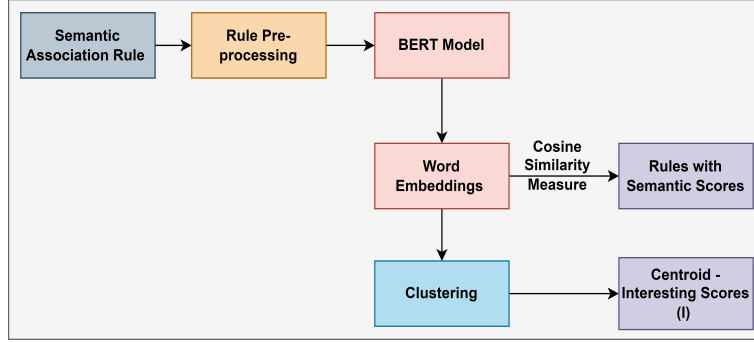 Semantic
Association Rule
Rule Pre-
processing
BERT Model
Word
Embeddings
Cosine
Similarity
Measure
Rules with
Semantic Scores
Clustering
Centroid -
Interesting Scores
(I)